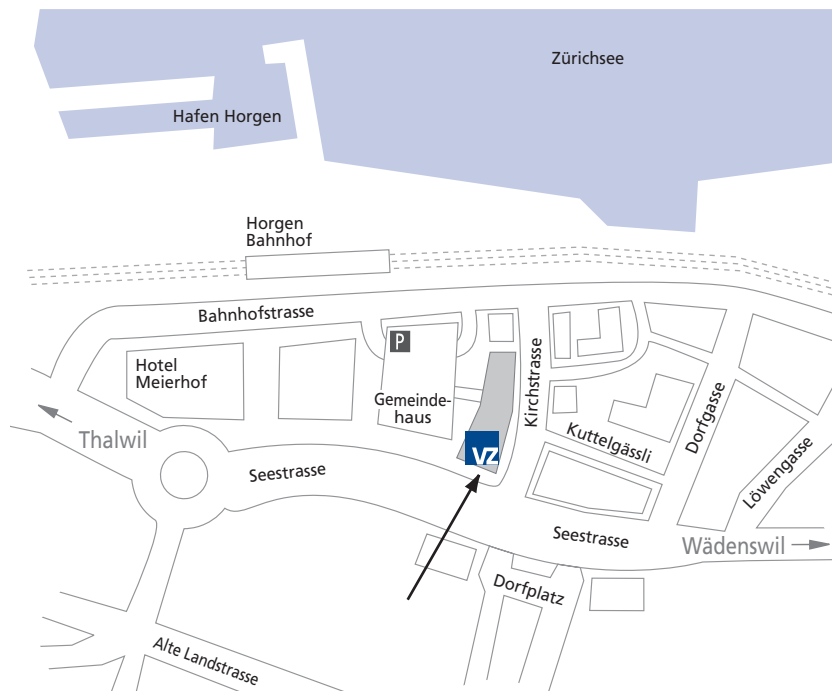 Zürichsee
Hafen Horgen
Horgen
Bahnhof
Bahnhofstrasse
P
Hotel
Meierhof
Gemeinde-
haus
Kirchstrasse
Kuttelgässli
Dorfgasse
Löwengasse
Thalwil
Seestrasse
VZ
Seestrasse
Wädenswil
Dorfplatz
Alte Landstrasse